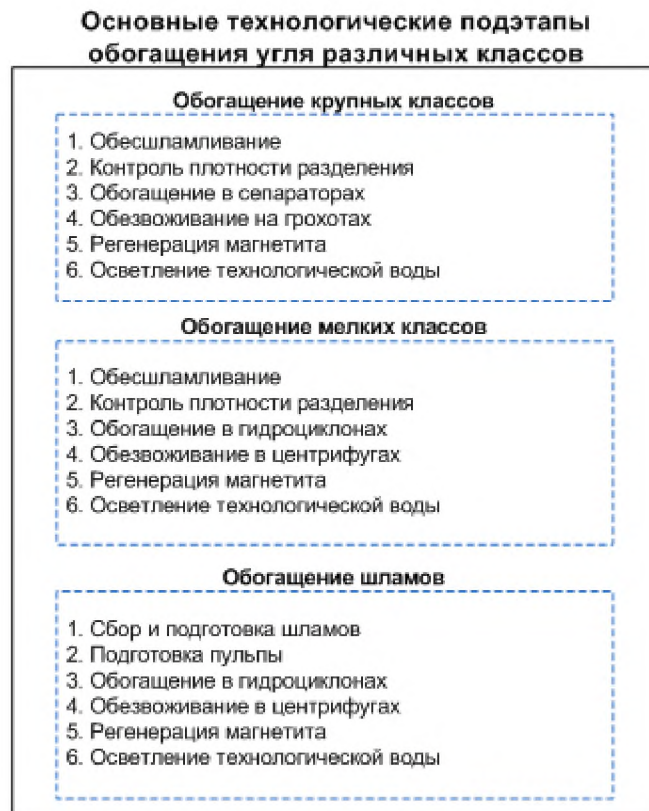 Основные технологические подэтапы
обогащения угля различных классов
Обогащение крупных классов
1. Обесшламливание
2. Контроль плотности разделения
3. Обогащение в сепараторах
4. Обезвоживание на грохотах
5. Регенерация магнетита
6. Осветление технологической воды
Обогащение мелких классов
1. Обесшламливание
2. Контроль плотности разделения
3. Обогащение в гидроциклонах
4. Обезвоживание в центрифугах
5. Регенерация магнетита
6. Осветление технологической воды
Обогащение шламов
1. Сбор и подготовка шламов
2. Подготовка пульпы
3. Обогащение в гидроциклонах
4. Обезвоживание в центрифугах
5. Регенерация магнетита
6. Осветление технологической воды